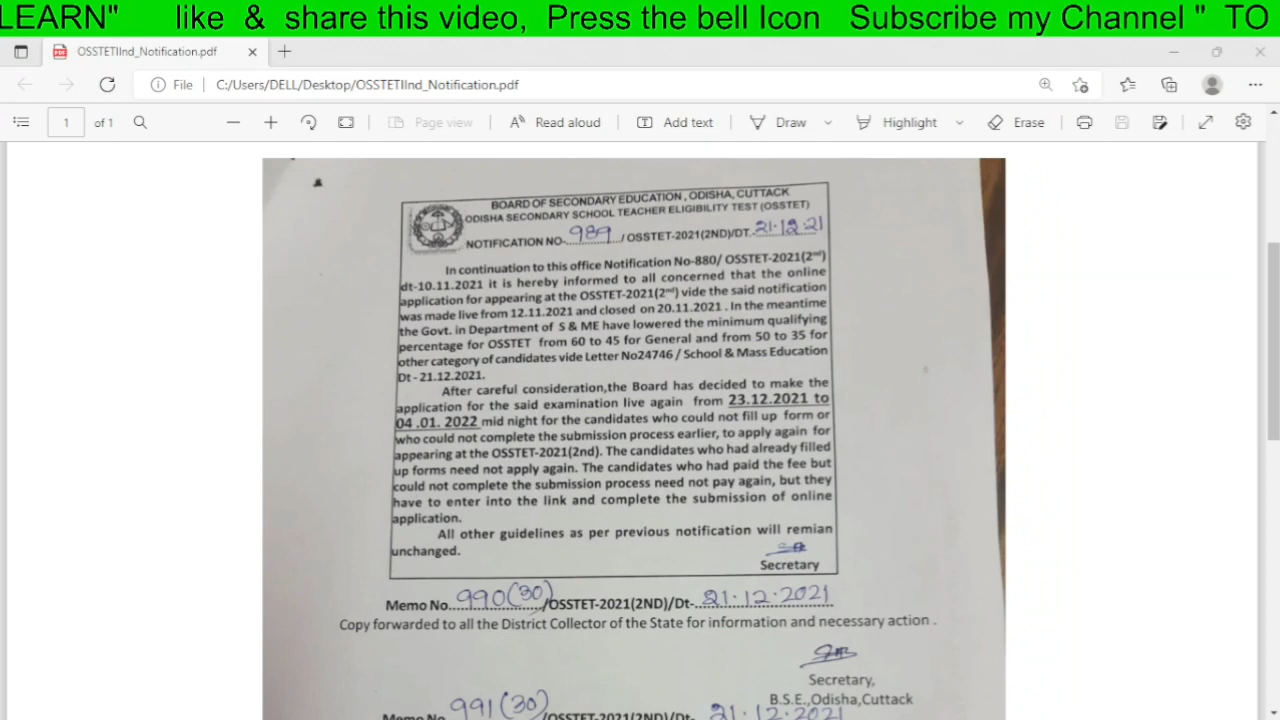 LEARN"   like & share this video, Press the bell Icon   Subscribe my Channel " TO
OSSTETIInd_Notification.pdf
File   C:/Users/DELL/Desktop/OSSTETIInd_Notification.pdf
1 of 1   Page view   Read aloud   Add text   Draw   Highlight   Erase
BOARD OF SECONDARY EDUCATION, ODISHA, CUTTACK
ODISHA SECONDARY SCHOOL TEACHER ELIGIBILITY TEST (OSSTET)
NOTIFICATION NO-989/OSSTET-2021(2ND)/DT.21.12.21
In continuation to this office Notification No-880/ OSSTET-2021(2nd)
dt-10.11.2021 it is hereby informed to all concerned that the online
application for appearing at the OSSTET-2021(2nd) vide the said notification
was made live from 12.11.2021 and closed on 20.11.2021. In the meantime
the Govt. in Department of S & ME have lowered the minimum qualifying
percentage for OSSTET from 60 to 45 for General and from 50 to 35 for
other category of candidates vide Letter No24746 / School & Mass Education
Dt - 21.12.2021.
After careful consideration,the Board has decided to make the
application for the said examination live again from 23.12.2021 to
04 .01. 2022 mid night for the candidates who could not fill up form or
who could not complete the submission process earlier, to apply again for
appearing at the OSSTET-2021(2nd). The candidates who had already filled
up forms need not apply again. The candidates who had paid the fee but
could not complete the submission process need not pay again, but they
have to enter into the link and complete the submission of online
application.
All other guidelines as per previous notification will remian
unchanged.
Secretary
Memo No. 990(30)/OSSTET-2021(2ND)/Dt-21.12.2021
Copy forwarded to all the District Collector of the State for information and necessary action .
Secretary,
B.S.E.,Odisha,Cuttack
Memo No. 991(30)/OSSTET-2021(2ND)/Dt- 21.12.2021